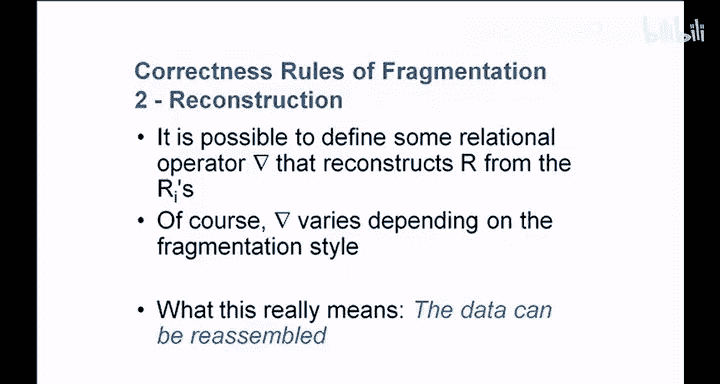 bilibili
Correctness Rules of Fragmentation
2 - Reconstruction
• It is possible to define some relational
operator ∇ that reconstructs R from the
Ri's
• Of course, ∇ varies depending on the
fragmentation style
• What this really means: The data can
be reassembled